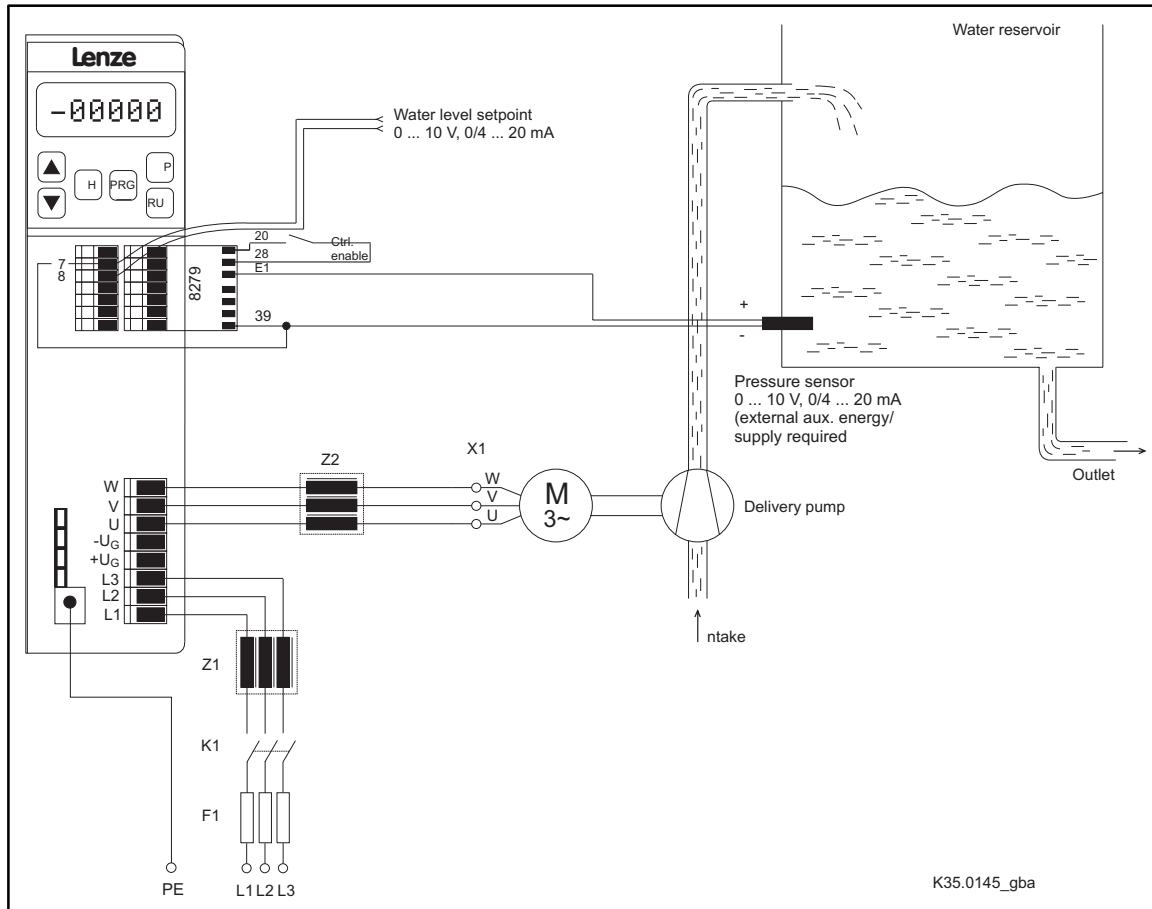 Water reservoir
Lenze
-00000
Water level setpoint
0 ... 10 V, 0/4 ... 20 mA
P
H
PRG
RU
20
Ctrl.
7
28
enable
8
E1
8279
39
+
-
Pressure sensor
0 ... 10 V, 0/4 ... 20 mA
(external aux. energy/
supply required
Outlet
Z2
X1
W
W
V
V
U
U
M
3~
Delivery pump
-UG
+UG
L3
L2
L1
ntake
Z1
K1
F1
PE
L1 L2 L3
K35.0145_gba